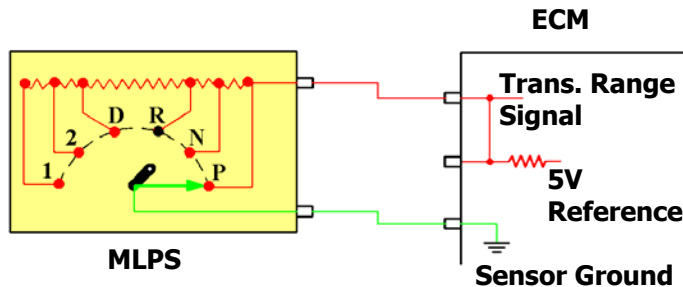 ECM
Trans. Range
Signal
D
R
2
N
1
P
5V
Reference
MLPS
Sensor Ground